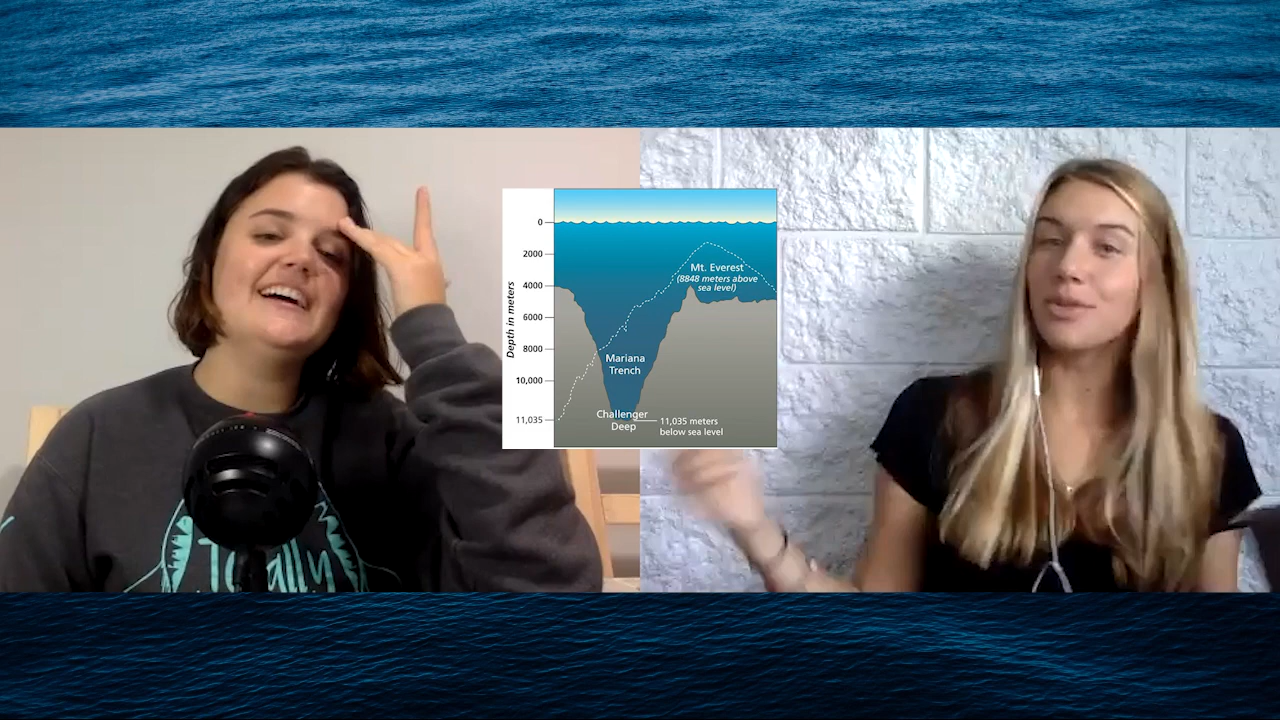 0
2000
4000
6000
8000
10,000
11,035
Depth in meters
Mt. Everest
(8848 meters above
sea level)
Mariana
Trench
Challenger
Deep
11,035 meters
below sea level